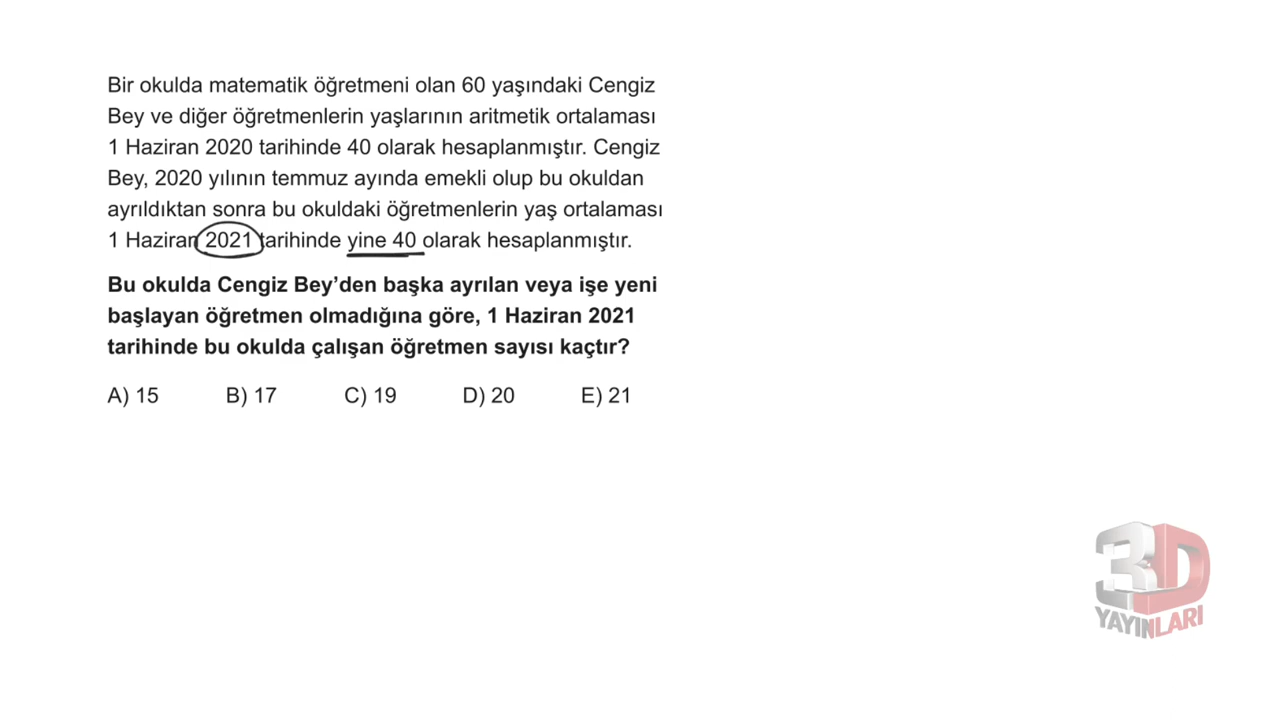 Bir okulda matematik öğretmeni olan 60 yaşındaki Cengiz
Bey ve diğer öğretmenlerin yaşlarının aritmetik ortalaması
1 Haziran 2020 tarihinde 40 olarak hesaplanmıştır. Cengiz
Bey, 2020 yılının temmuz ayında emekli olup bu okuldan
ayrıldıktan sonra bu okuldaki öğretmenlerin yaş ortalaması
1 Haziran 2021 tarihinde yine 40 olarak hesaplanmıştır.
Bu okulda Cengiz Bey'den başka ayrılan veya işe yeni
başlayan öğretmen olmadığına göre, 1 Haziran 2021
tarihinde bu okulda çalışan öğretmen sayısı kaçtır?
A) 15 B) 17 C) 19 D) 20 E) 21
3D
YAYINLARI